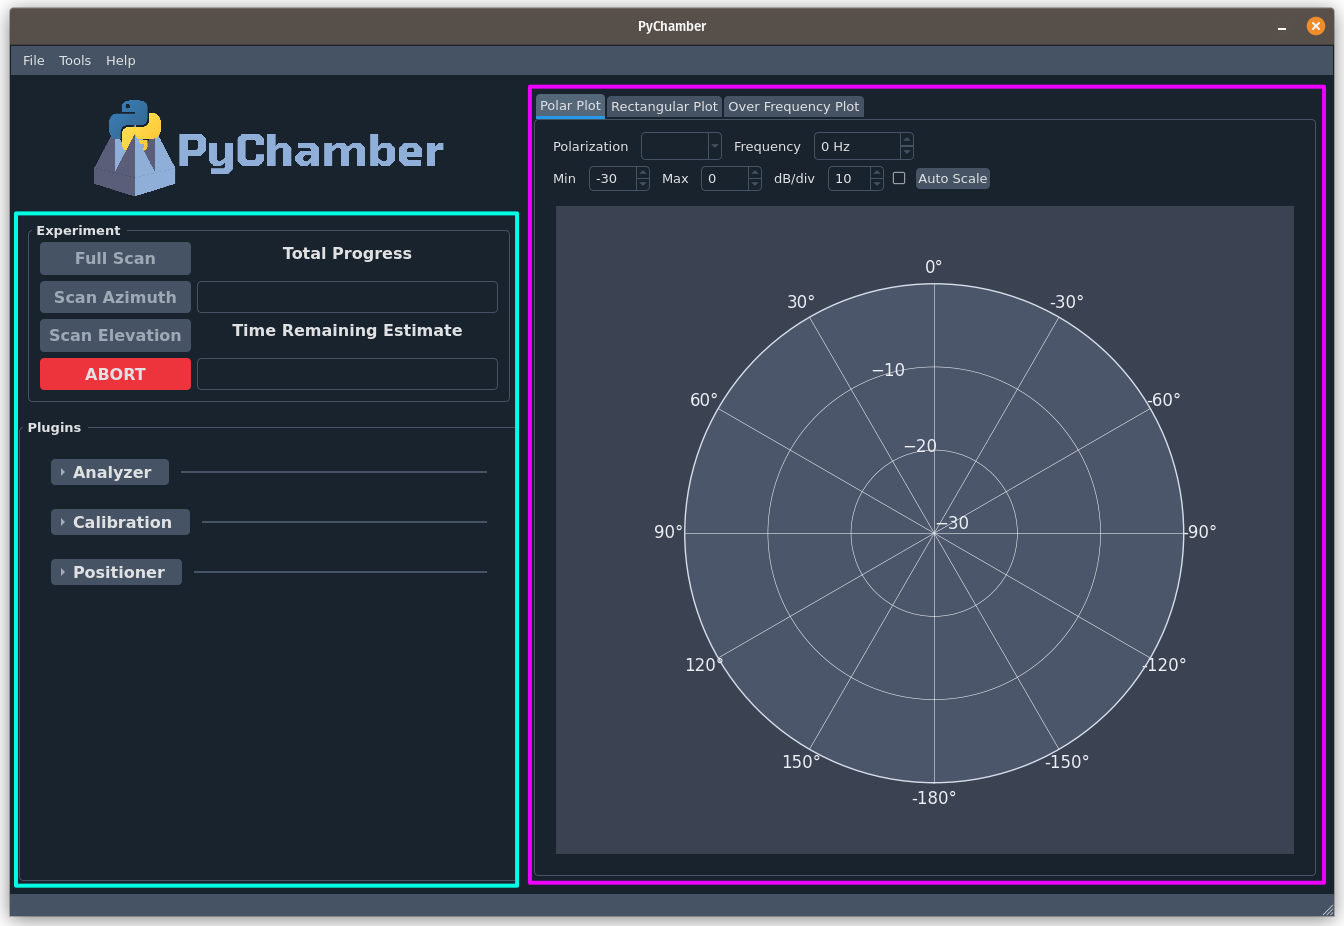 PyChamber
File Tools Help
PyChamber
Experiment
Full Scan
Total Progress
Scan Azimuth
Scan Elevation
Time Remaining Estimate
ABORT
Plugins
Analyzer
Calibration
Positioner
Polar Plot Rectangular Plot Over Frequency Plot
Polarization Frequency 0 Hz
Min -30 Max 0 dB/div 10 Auto Scale
0°
30° -30°
−10
60° -60°
−20
−30
90° -90°
120° -120°
150° -150°
-180°